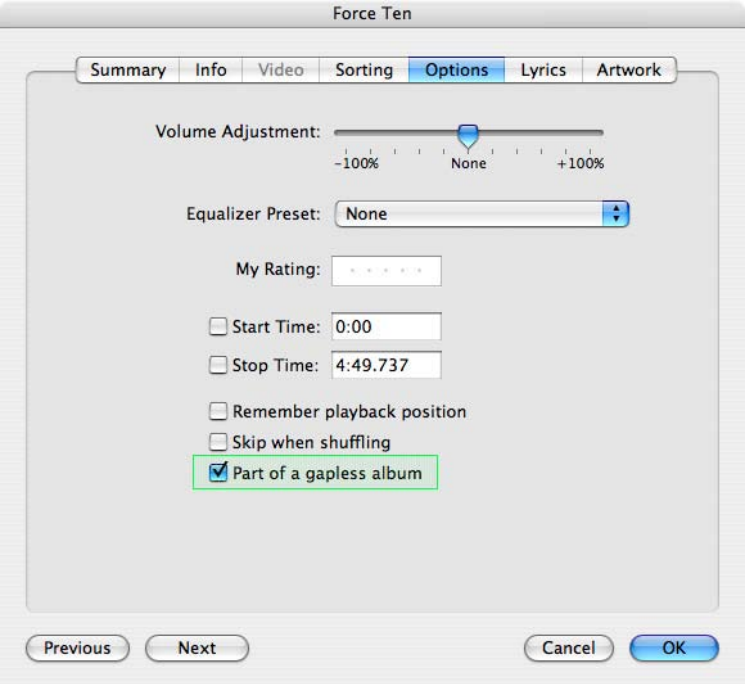 Force Ten
Summary Info Video Sorting Options Lyrics Artwork
Volume Adjustment:
-100% None +100%
Equalizer Preset: None
My Rating:
Start Time: 0:00
Stop Time: 4:49.737
Remember playback position
Skip when shuffling
Part of a gapless album
Previous Next Cancel OK